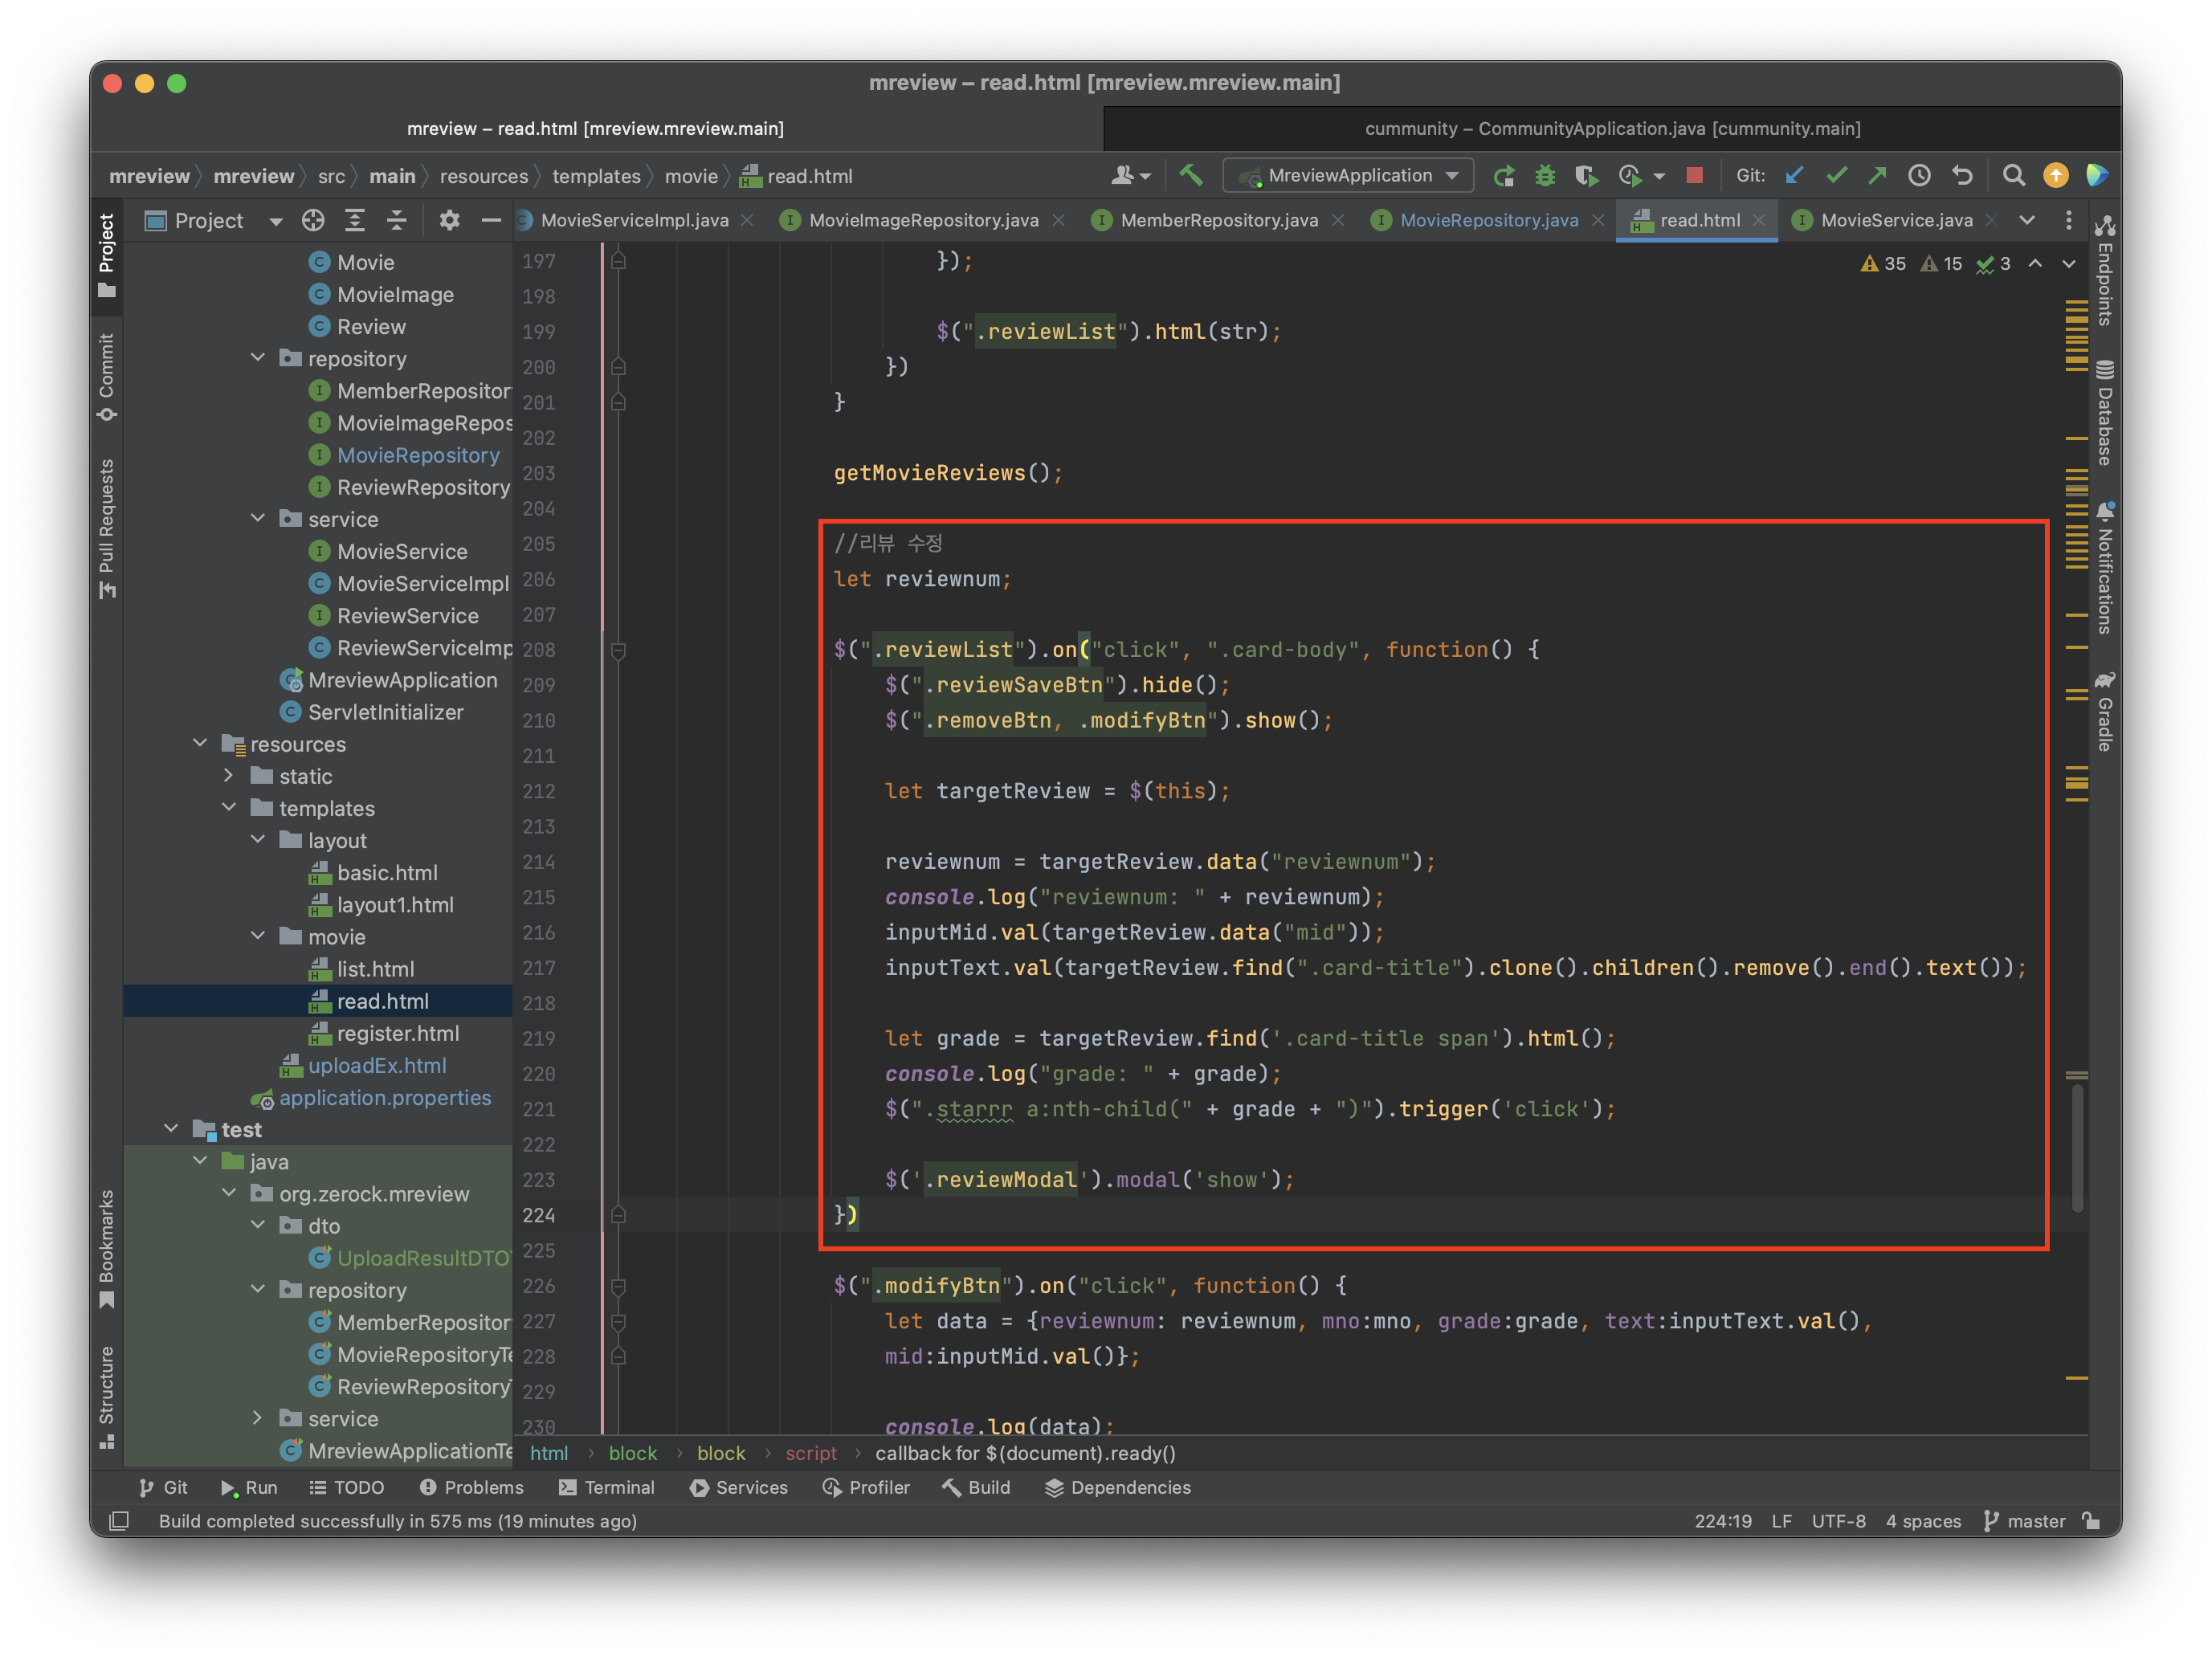 mreview – read.html [mreview.mreview.main]
mreview – read.html [mreview.mreview.main]
cummunity – CommunityApplication.java [cummunity.main]
mreview
mreview
src
main
resources
templates
movie
read.html
MreviewApplication
Git:
Project
MovieServiceImpl.java
MovieImageRepository.java
MemberRepository.java
MovieRepository.java
read.html
MovieService.java
Project
Commit
Pull Requests
Bookmarks
Structure
Movie
MovieImage
Review
repository
MemberRepositor
MovieImageRepos
MovieRepository
ReviewRepository
service
MovieService
MovieServiceImpl
ReviewService
ReviewServiceImp
MreviewApplication
ServletInitializer
resources
static
templates
layout
basic.html
layout1.html
movie
list.html
read.html
register.html
uploadEx.html
application.properties
test
java
org.zerock.mreview
dto
UploadResultDTO
repository
MemberRepositor
MovieRepositoryTe
ReviewRepository
service
MreviewApplicationTe
35 15 3
197 });
198
199 $(".reviewList").html(str);
200 })
201 }
202
203 getMovieReviews();
204
205 //리뷰 수정
206 let reviewnum;
207
208 $(".reviewList").on("click", ".card-body", function() {
209 $(".reviewSaveBtn").hide();
210 $(".removeBtn, .modifyBtn").show();
211
212 let targetReview = $(this);
213
214 reviewnum = targetReview.data("reviewnum");
215 console.log("reviewnum: " + reviewnum);
216 inputMid.val(targetReview.data("mid"));
217 inputText.val(targetReview.find(".card-title").clone().children().remove().end().text());
218
219 let grade = targetReview.find('.card-title span').html();
220 console.log("grade: " + grade);
221 $(".starrr a:nth-child(" + grade + ")").trigger('click');
222
223 $('.reviewModal').modal('show');
224 })
225
226 $(".modifyBtn").on("click", function() {
227 let data = {reviewnum: reviewnum, mno:mno, grade:grade, text:inputText.val(),
228 mid:inputMid.val()};
229
230 console.log(data);
Endpoints
Database
Notifications
Gradle
html
block
block
script
callback for $(document).ready()
Git
Run
TODO
Problems
Terminal
Services
Profiler
Build
Dependencies
Build completed successfully in 575 ms (19 minutes ago)
224:19 LF UTF-8 4 spaces master